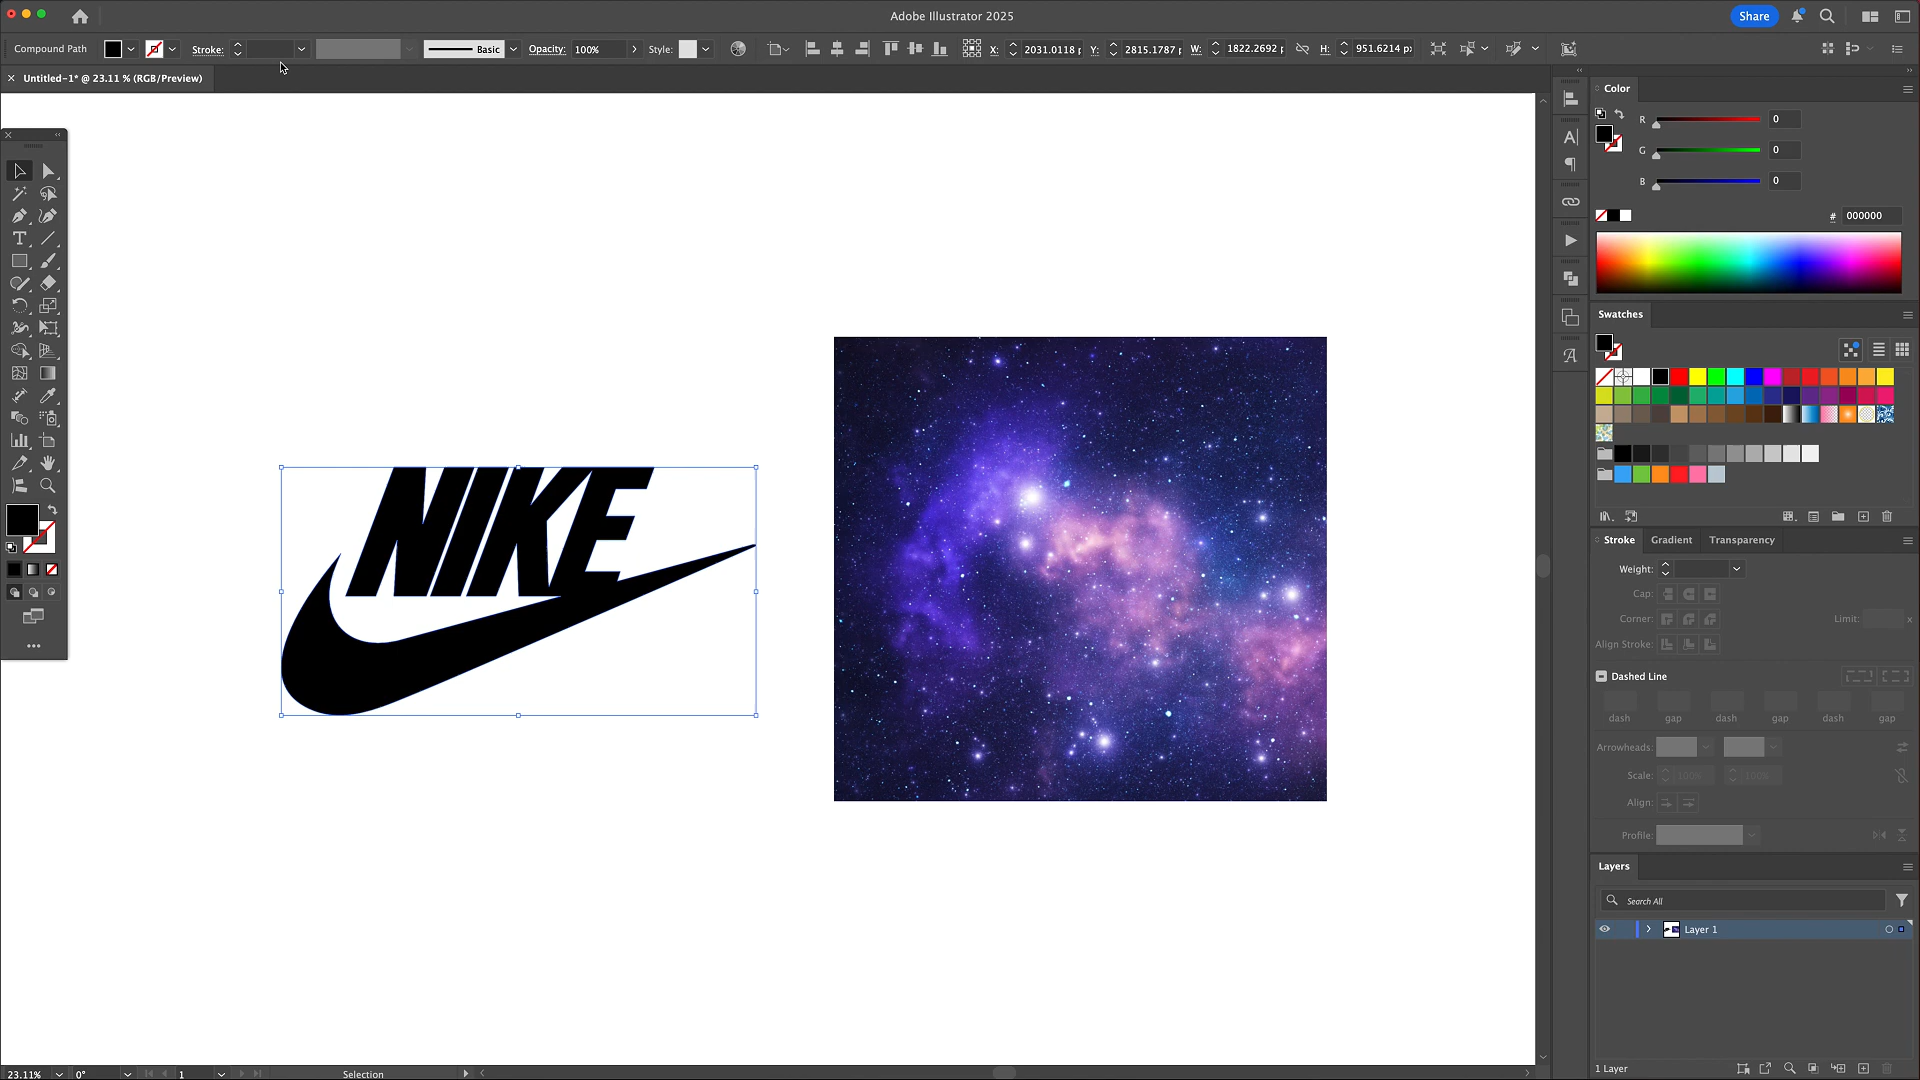 Adobe Illustrator 2025
Share
Compound Path
Stroke:
Basic
Opacity: 100%
Style:
X: 2031.0118 p
Y: 2815.1787 p
W: 1822.2692 p
H: 951.6214 px
Untitled-1* @ 23.11 % (RGB/Preview)
Color
R 0
G 0
B 0
# 000000
Swatches
NIKE
Stroke Gradient Transparency
Weight:
Cap:
Corner: Limit: x
Align Stroke:
Dashed Line
dash gap dash gap dash gap
Arrowheads:
Scale: 100% 100%
Align:
Profile:
Layers
Search All
Layer 1
1 Layer
23.11% 0° 1 Selection